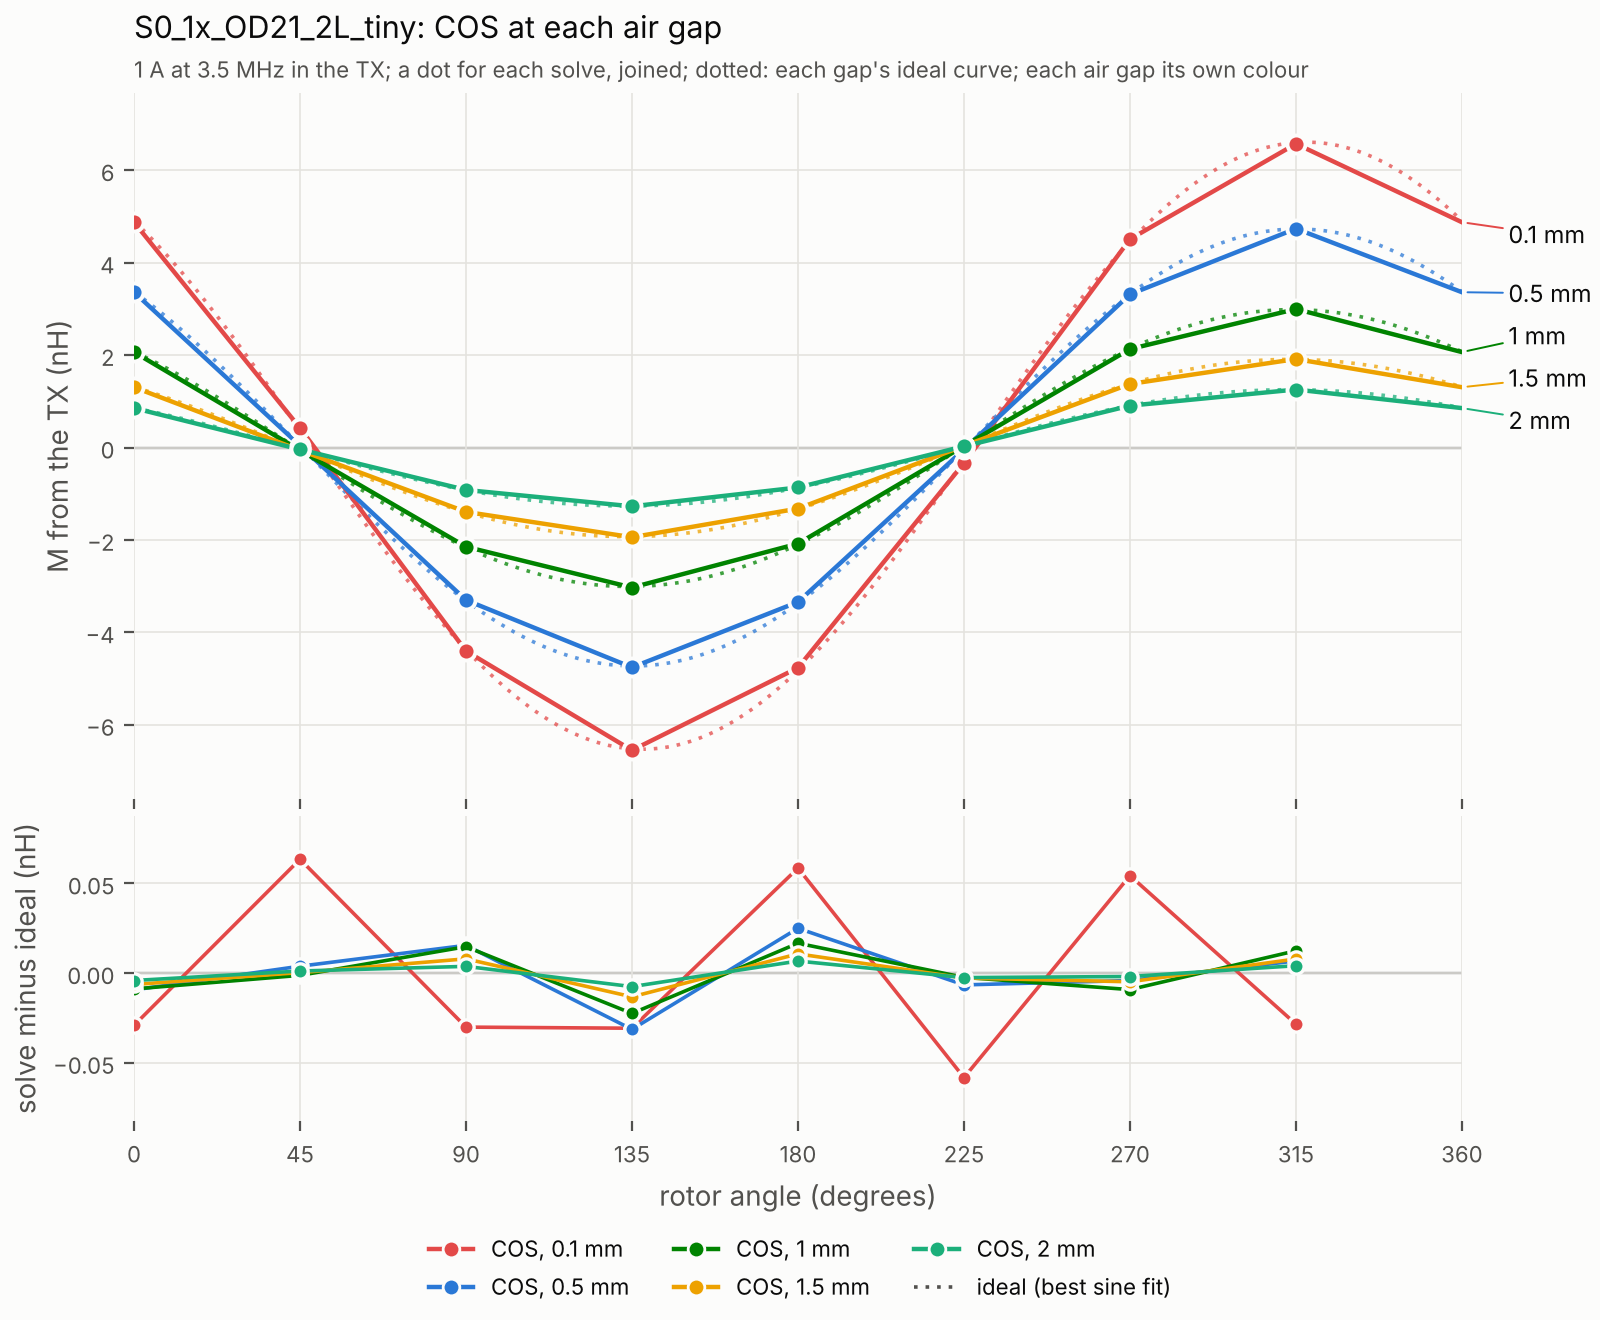 S0_1x_OD21_2L_tiny: COS at each air gap
1 A at 3.5 MHz in the TX; a dot for each solve, joined; dotted: each gap's ideal curve; each air gap its own colour
M from the TX (nH)
6
4
2
0
−2
−4
−6
0.1 mm
0.5 mm
1 mm
1.5 mm
2 mm
solve minus ideal (nH)
0.05
0.00
−0.05
0 45 90 135 180 225 270 315 360
rotor angle (degrees)
COS, 0.1 mm COS, 1 mm COS, 2 mm
COS, 0.5 mm COS, 1.5 mm ideal (best sine fit)